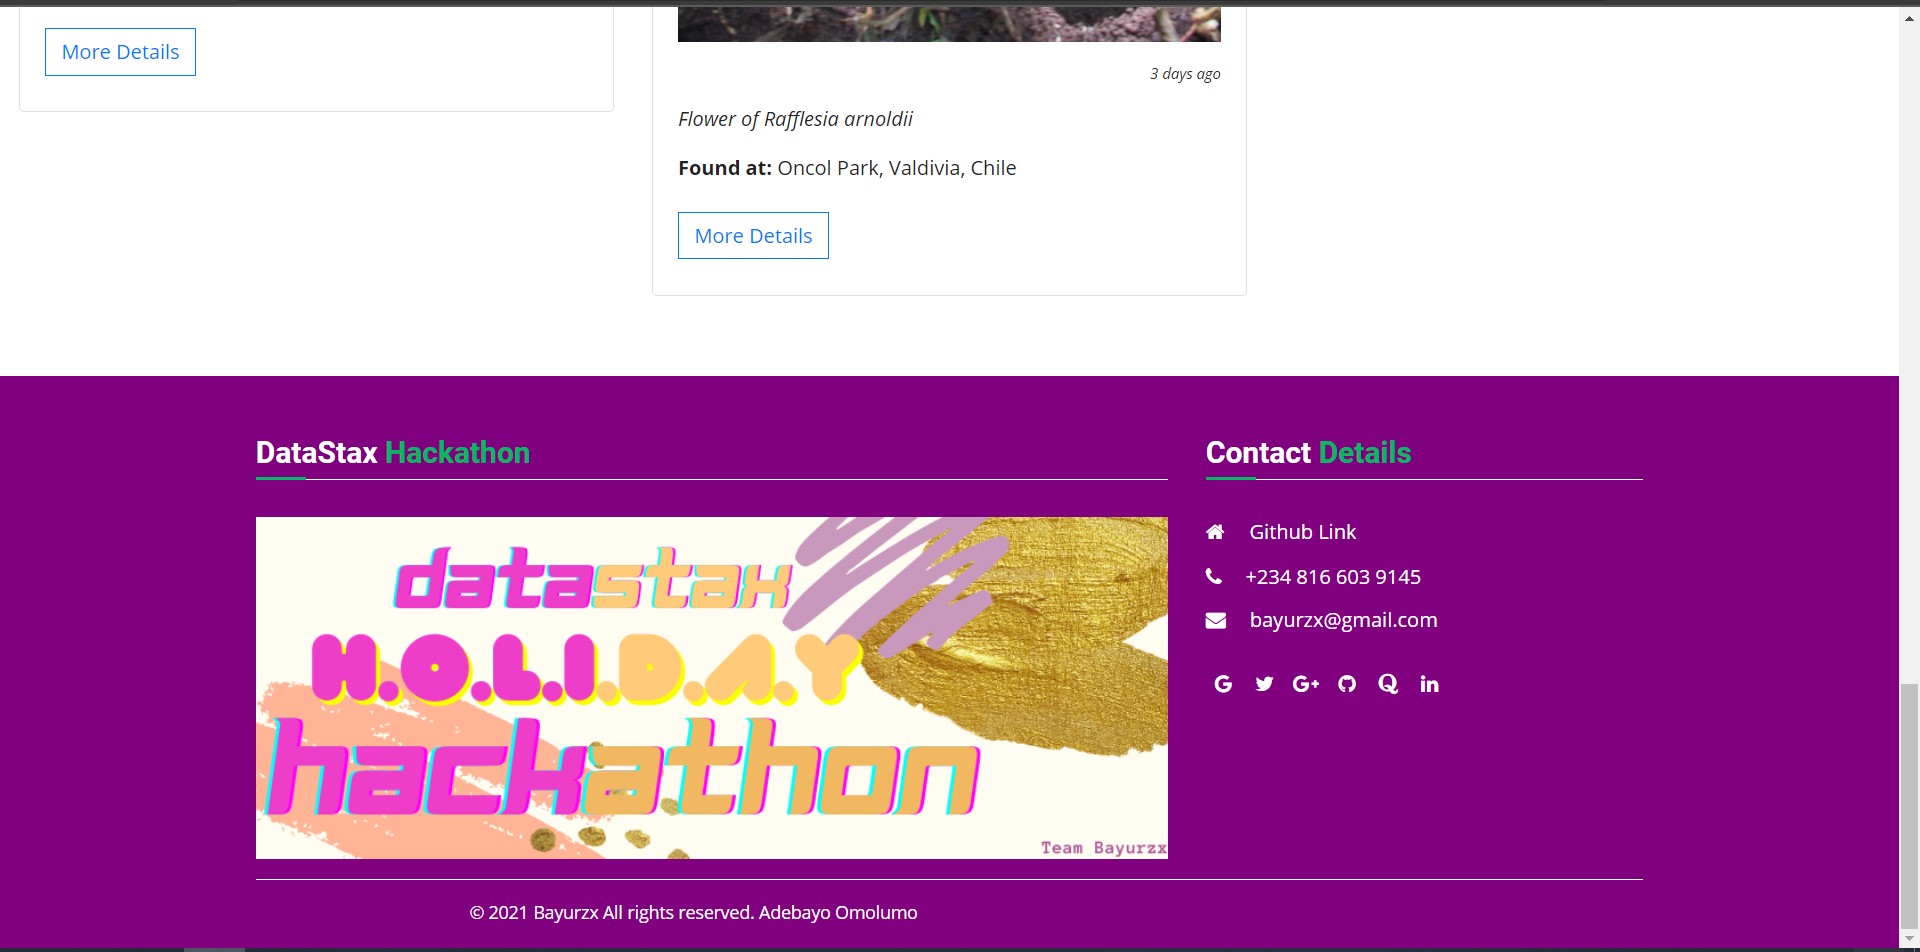 More Details
3 days ago
Flower of Rafflesia arnoldii
Found at: Oncol Park, Valdivia, Chile
More Details
DataStax Hackathon
datastax
H.O.L.I.D.A.Y
hackathon
Team Bayurzx
Contact Details
Github Link
+234 816 603 9145
bayurzx@gmail.com
© 2021 Bayurzx All rights reserved. Adebayo Omolumo